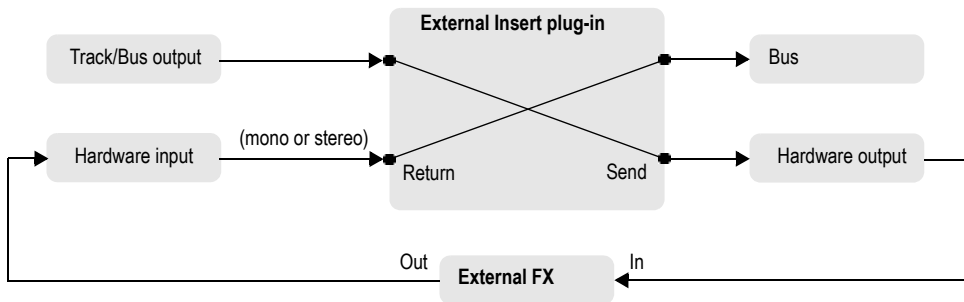 External Insert plug-in
Track/Bus output
Bus
Hardware input
(mono or stereo)
Return
Send
Hardware output
Out
External FX
In